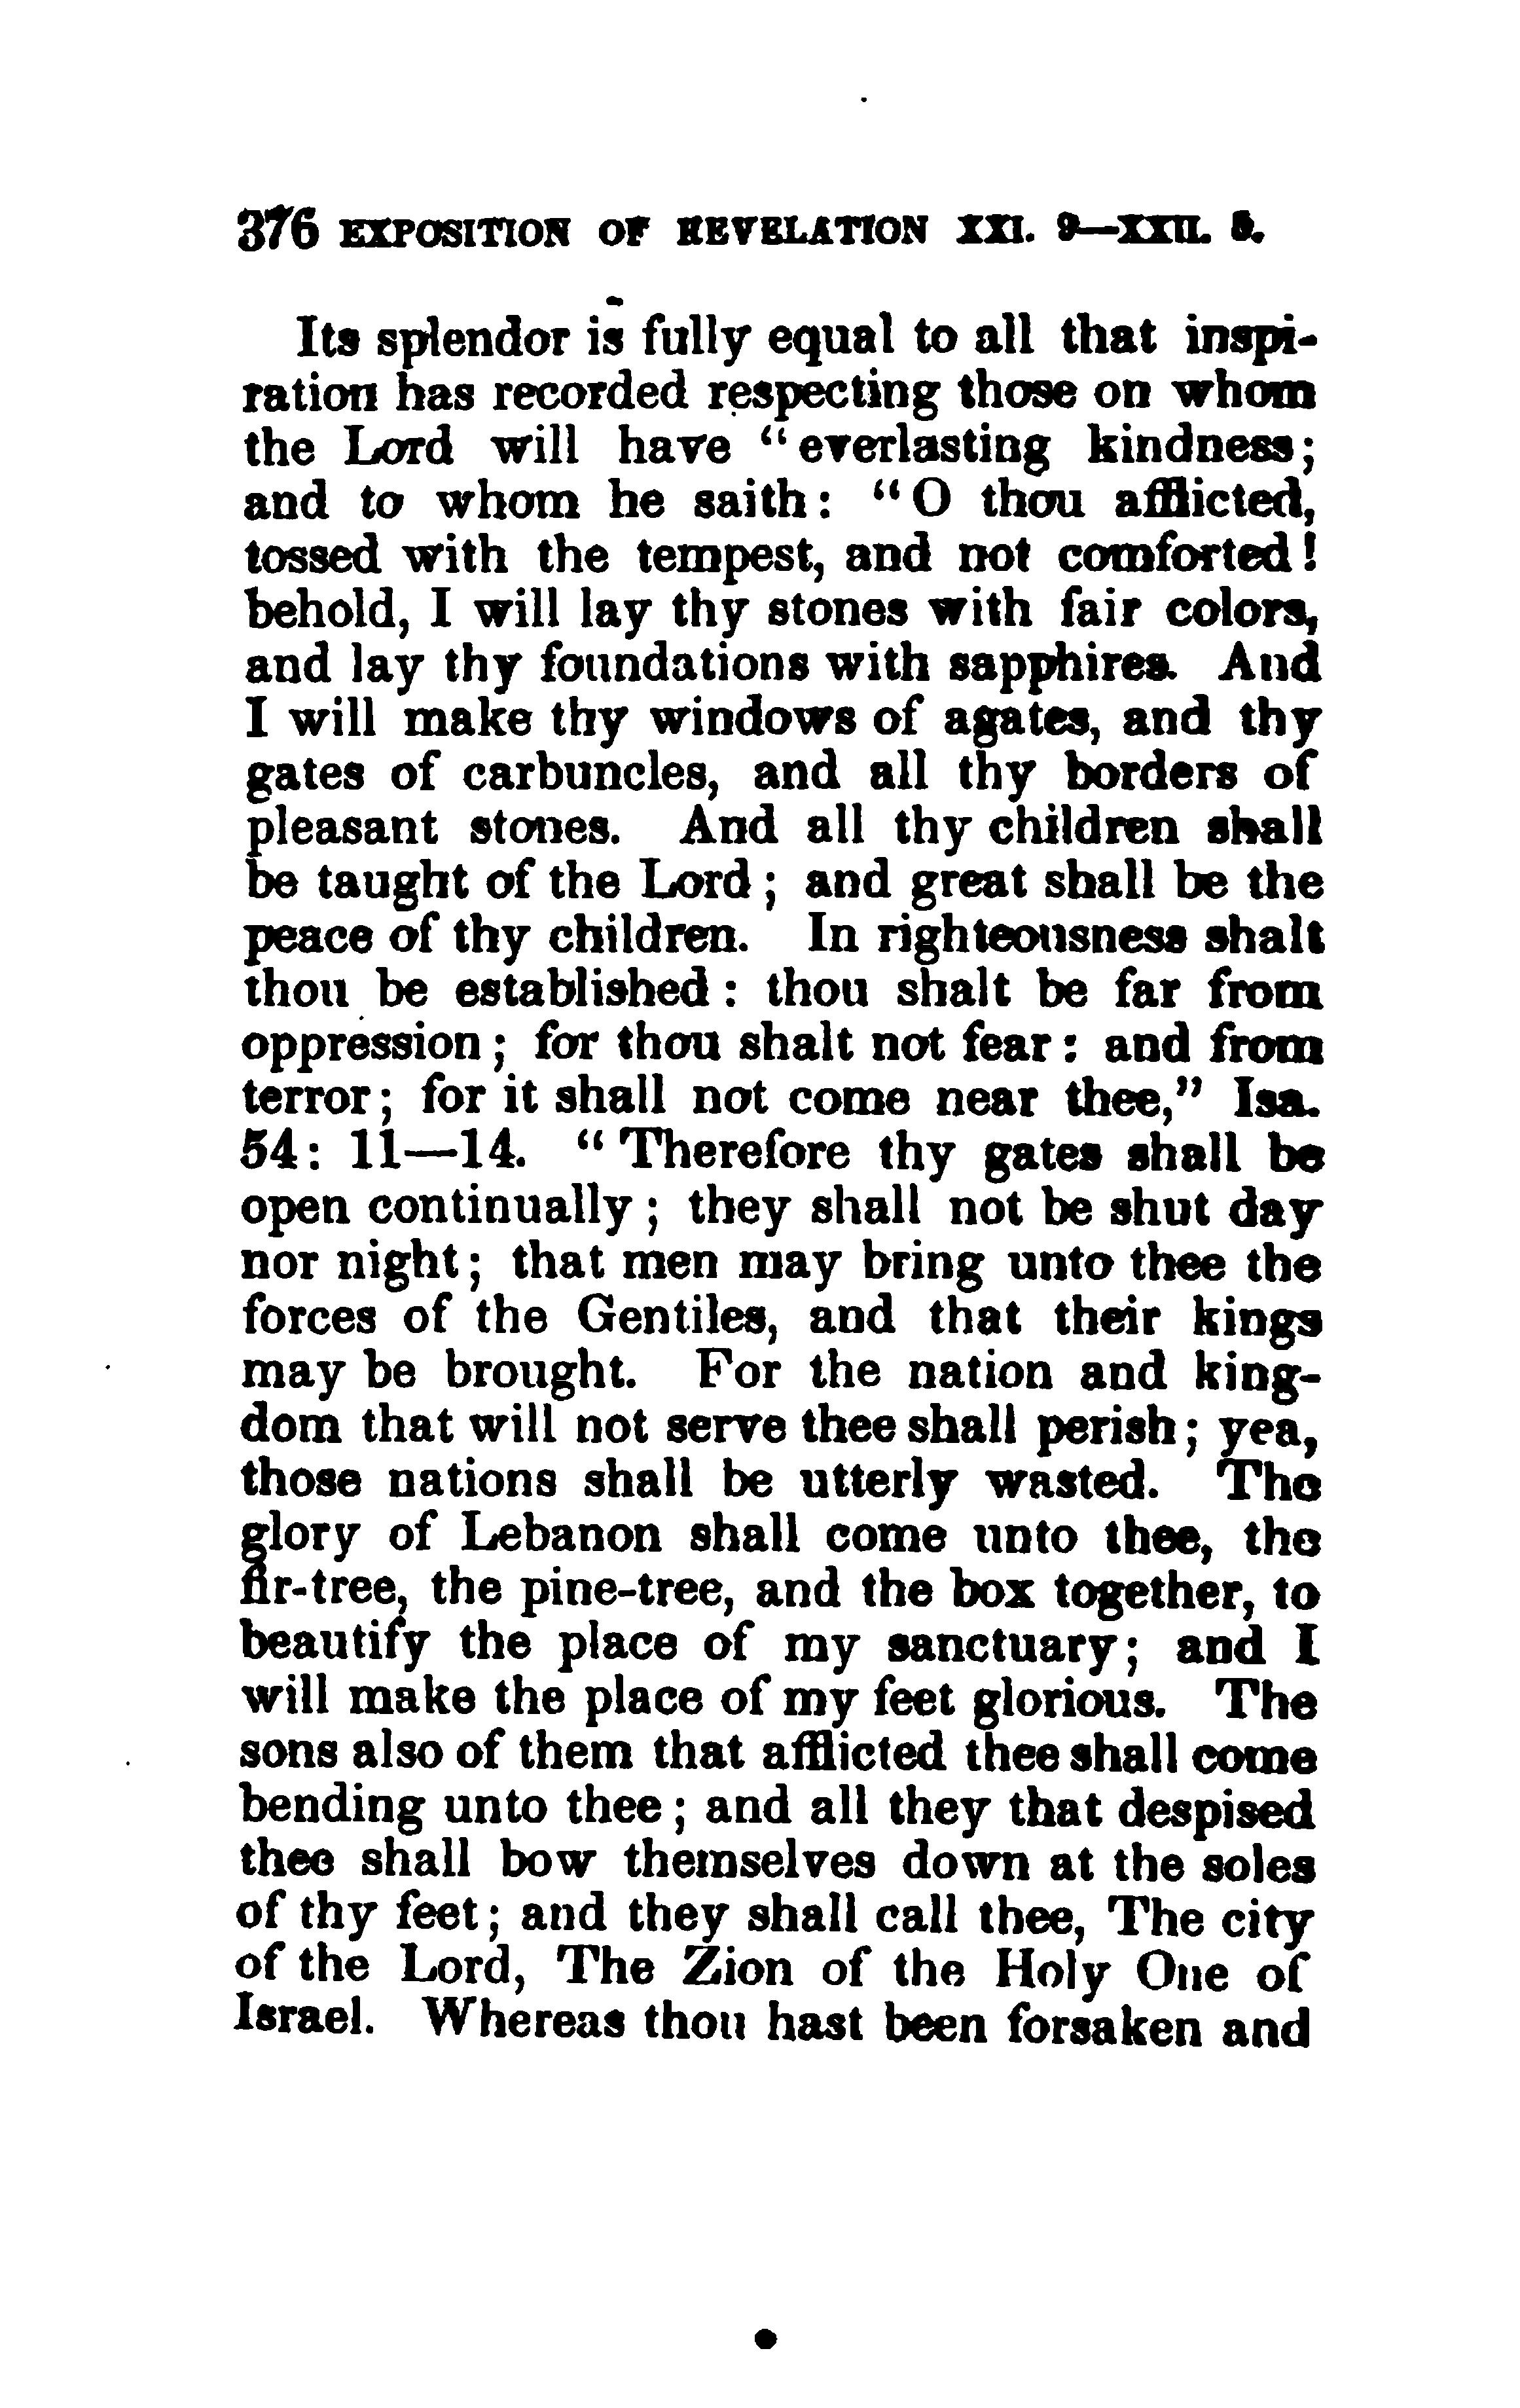 376 EXPOSITION OF REVELATION XXI. 9—XXII. 5.
Its splendor is fully equal to all that inspi-
ration has recorded respecting those on whom
the Lord will have “everlasting kindness;
and to whom he saith: “O thou afflicted,
tossed with the tempest, and not comforted!
behold, I will lay thy stones with fair colors,
and lay thy foundations with sapphires. And
I will make thy windows of agates, and thy
gates of carbuncles, and all thy borders of
pleasant stones. And all thy children shall
be taught of the Lord; and great shall be the
peace of thy children. In righteousness shalt
thou be established: thou shalt be far from
oppression; for thou shalt not fear: and from
terror; for it shall not come near thee,” Isa.
54: 11—14. “Therefore thy gates shall be
open continually; they shall not be shut day
nor night; that men may bring unto thee the
forces of the Gentiles, and that their kings
may be brought. For the nation and king-
dom that will not serve thee shall perish; yea,
those nations shall be utterly wasted. The
glory of Lebanon shall come unto thee, the
fir-tree, the pine-tree, and the box together, to
beautify the place of my sanctuary; and I
will make the place of my feet glorious. The
sons also of them that afflicted thee shall come
bending unto thee; and all they that despised
thee shall bow themselves down at the soles
of thy feet; and they shall call thee, The city
of the Lord, The Zion of the Holy One of
Israel. Whereas thou hast been forsaken and